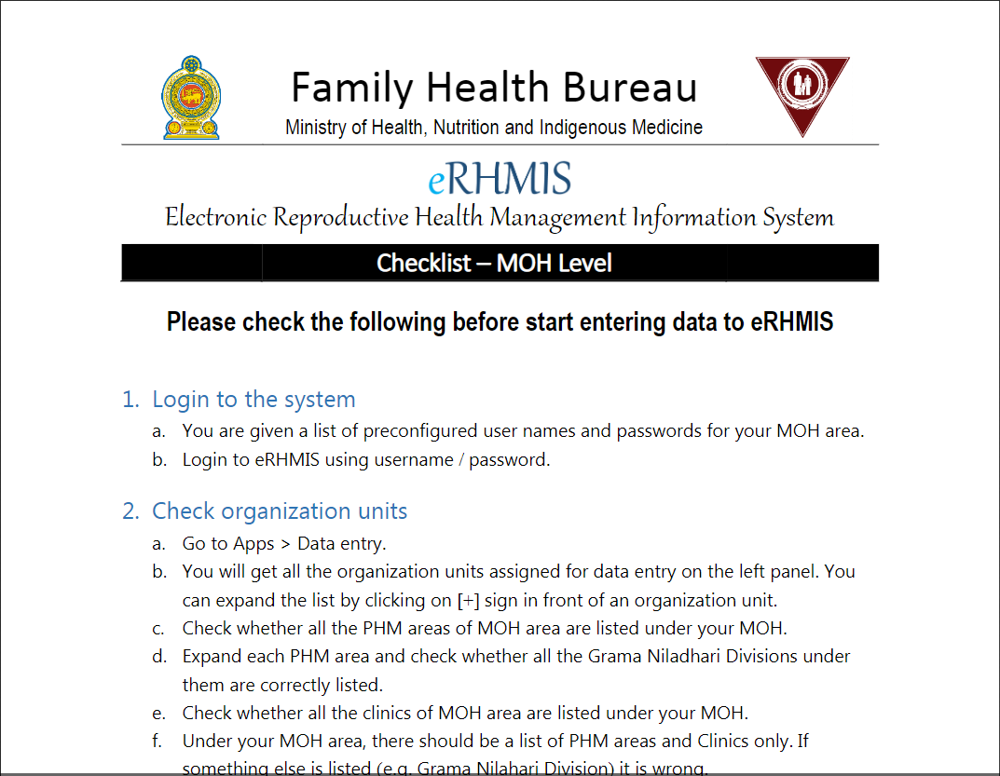 Family Health Bureau
Ministry of Health, Nutrition and Indigenous Medicine
eRHMIS
Electronic Reproductive Health Management Information System
Checklist – MOH Level
Please check the following before start entering data to eRHMIS
1. Login to the system
a. You are given a list of preconfigured user names and passwords for your MOH area.
b. Login to eRHMIS using username / password.
2. Check organization units
a. Go to Apps > Data entry.
b. You will get all the organization units assigned for data entry on the left panel. You
can expand the list by clicking on [+] sign in front of an organization unit.
c. Check whether all the PHM areas of MOH area are listed under your MOH.
d. Expand each PHM area and check whether all the Grama Niladhari Divisions under
them are correctly listed.
e. Check whether all the clinics of MOH area are listed under your MOH.
f. Under your MOH area, there should be a list of PHM areas and Clinics only. If
something else is listed (e.g. Grama Nilahari Division) it is wrong.